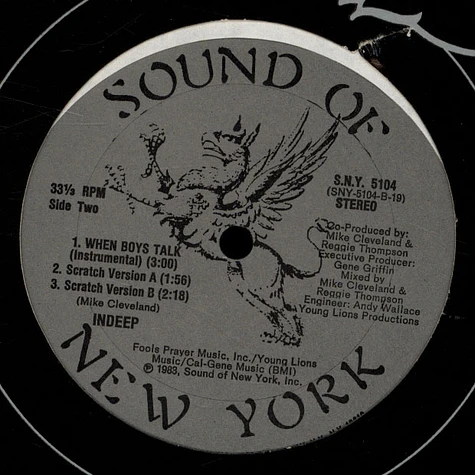 SOUND OF
NEW YORK
33⅓ RPM
Side Two
S.N.Y. 5104
(SNY-5104-B-19)
STEREO
1. WHEN BOYS TALK
(Instrumental) (3:00)
2. Scratch Version A (1:56)
3. Scratch Version B (2:18)
(Mike Cleveland)
INDEEP
Co-Produced by:
Mike Cleveland &
Reggie Thompson
Executive Producer:
Gene Griffin
Mixed by
Mike Cleveland &
Reggie Thompson
Engineer: Andy Wallace
Young Lions Productions
Fools Prayer Music, Inc./Young Lions
Music/Cal-Gene Music (BMI)
℗ 1983, Sound of New York, Inc.